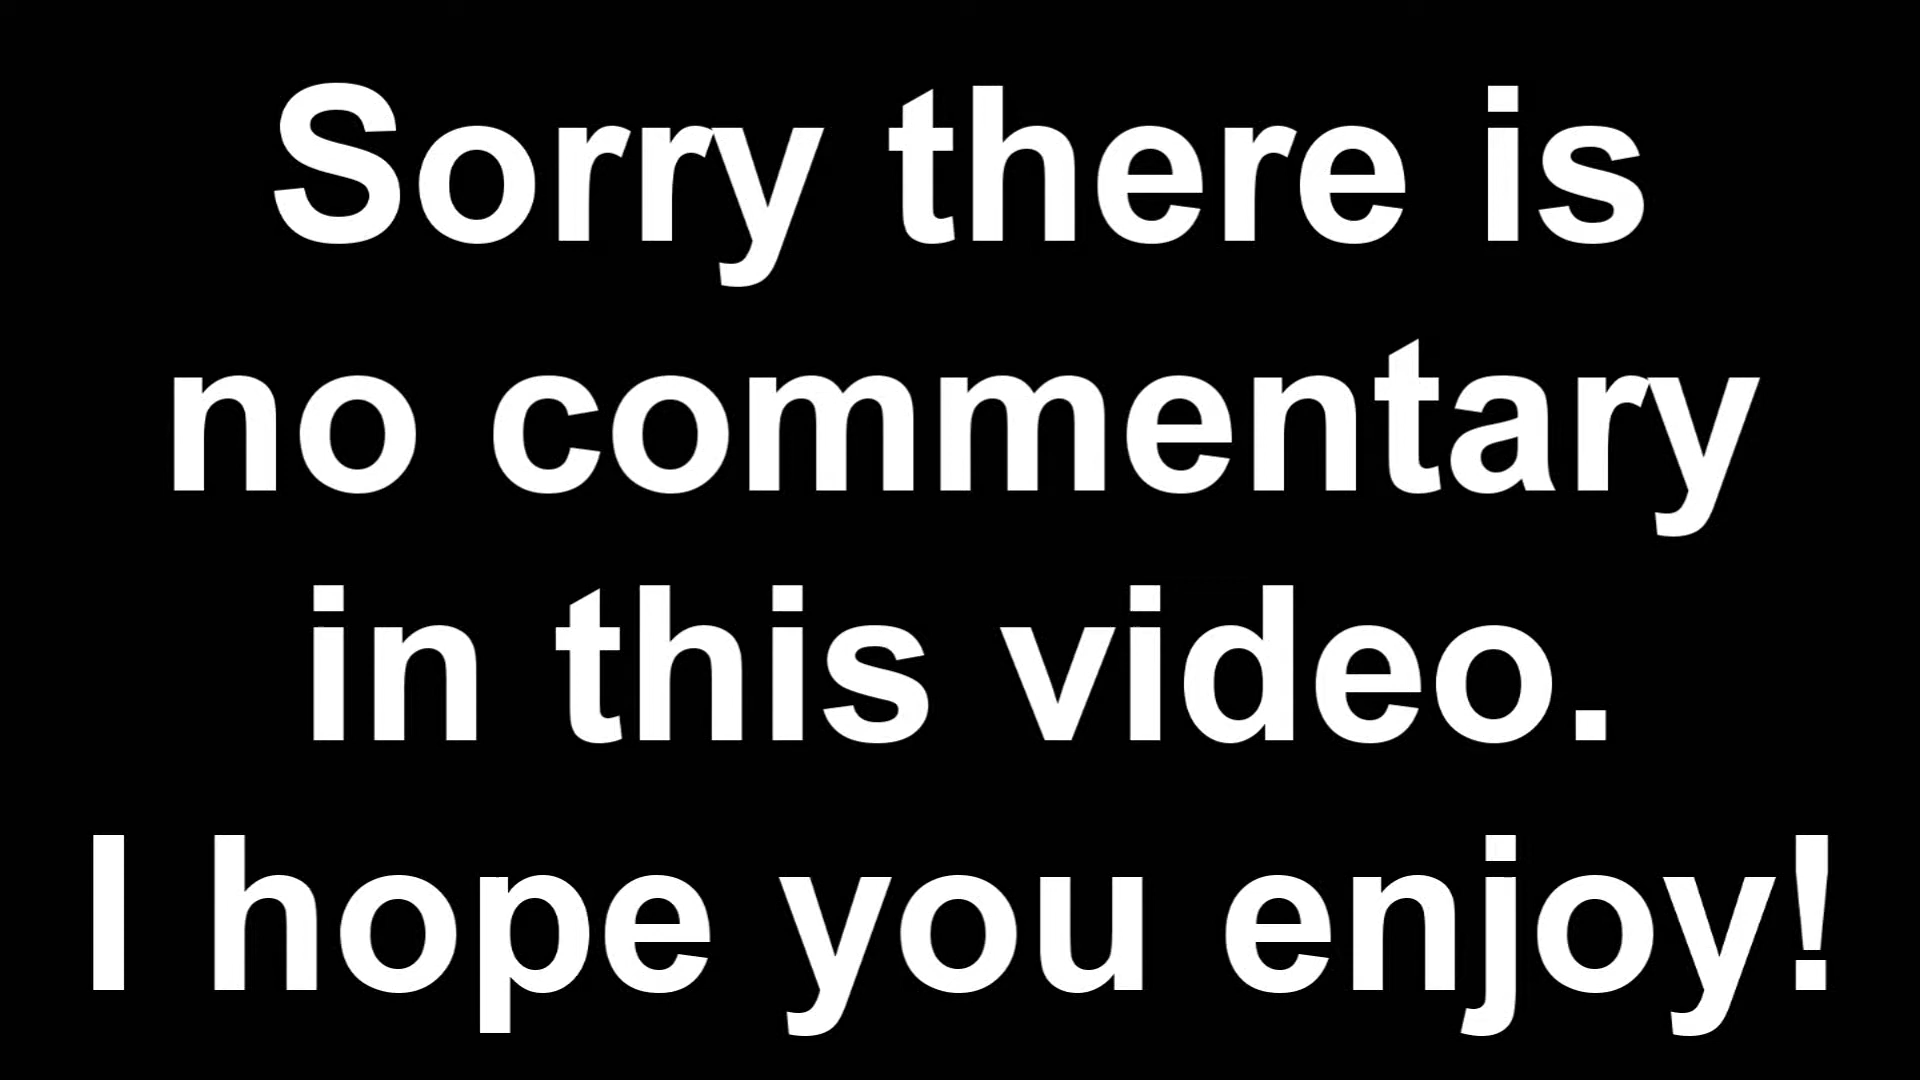 Sorry there is
no commentary
in this video.
I hope you enjoy!